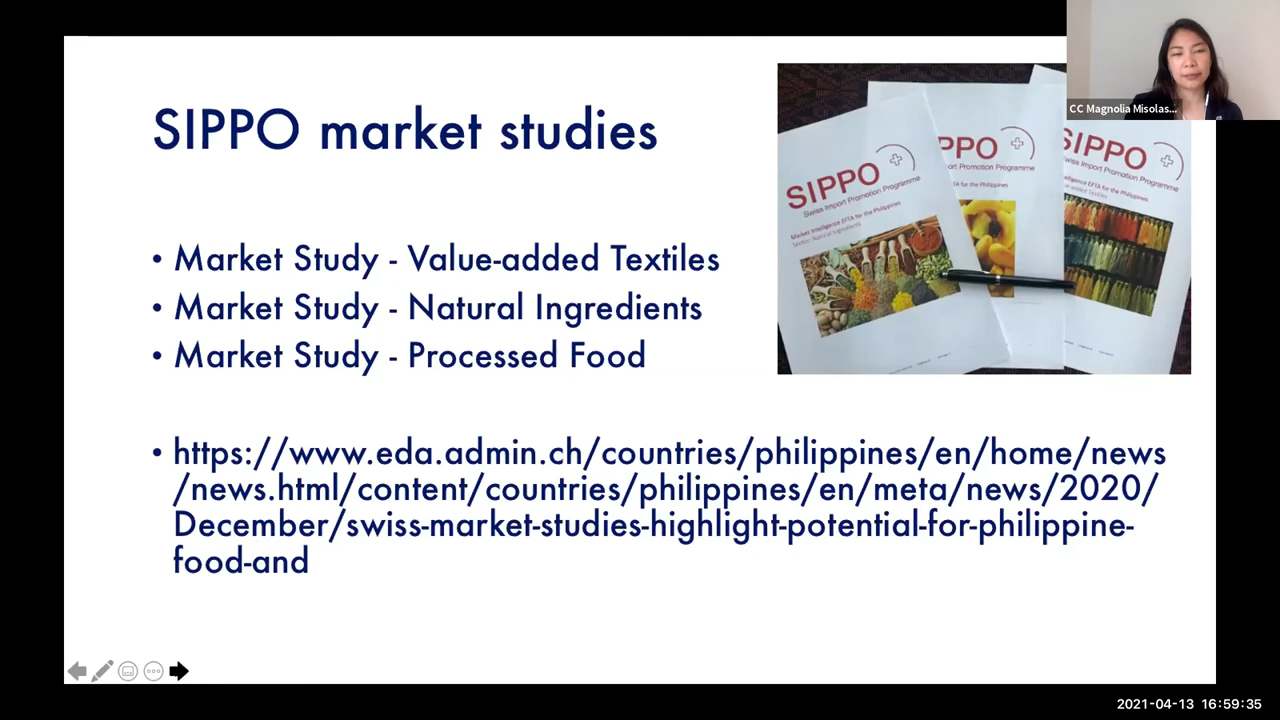 CC Magnolia Misolas...
SIPPO market studies
• Market Study - Value-added Textiles
• Market Study - Natural Ingredients
• Market Study - Processed Food
• https://www.eda.admin.ch/countries/philippines/en/home/news
/news.html/content/countries/philippines/en/meta/news/2020/
December/swiss-market-studies-highlight-potential-for-philippine-
food-and
SIPPO
Swiss Import Promotion Programme
Market Intelligence EFTA for the Philippines
Sector: Natural Ingredients
PPO
ort Promotion Programme
EFTA for the Philippines
SIPPO
Swiss Import Promotion Programme
elligence EFTA for the Philippines
2021-04-13 16:59:35